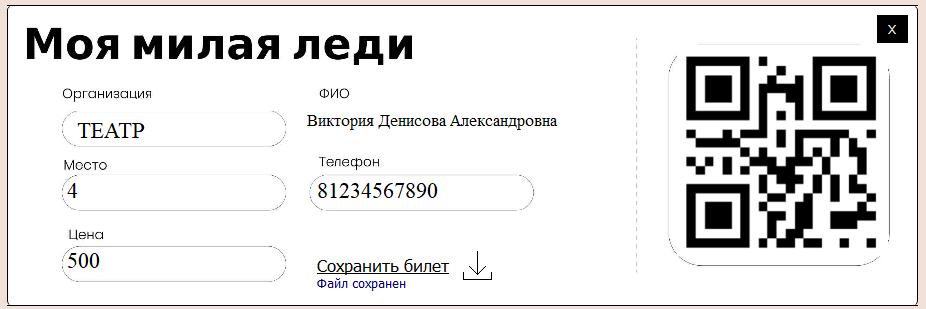 Моя милая леди
X
Организация
ФИО
ТЕАТР
Виктория Денисова Александровна
Место
Телефон
4
81234567890
Цена
500
Сохранить билет
Файл сохранен